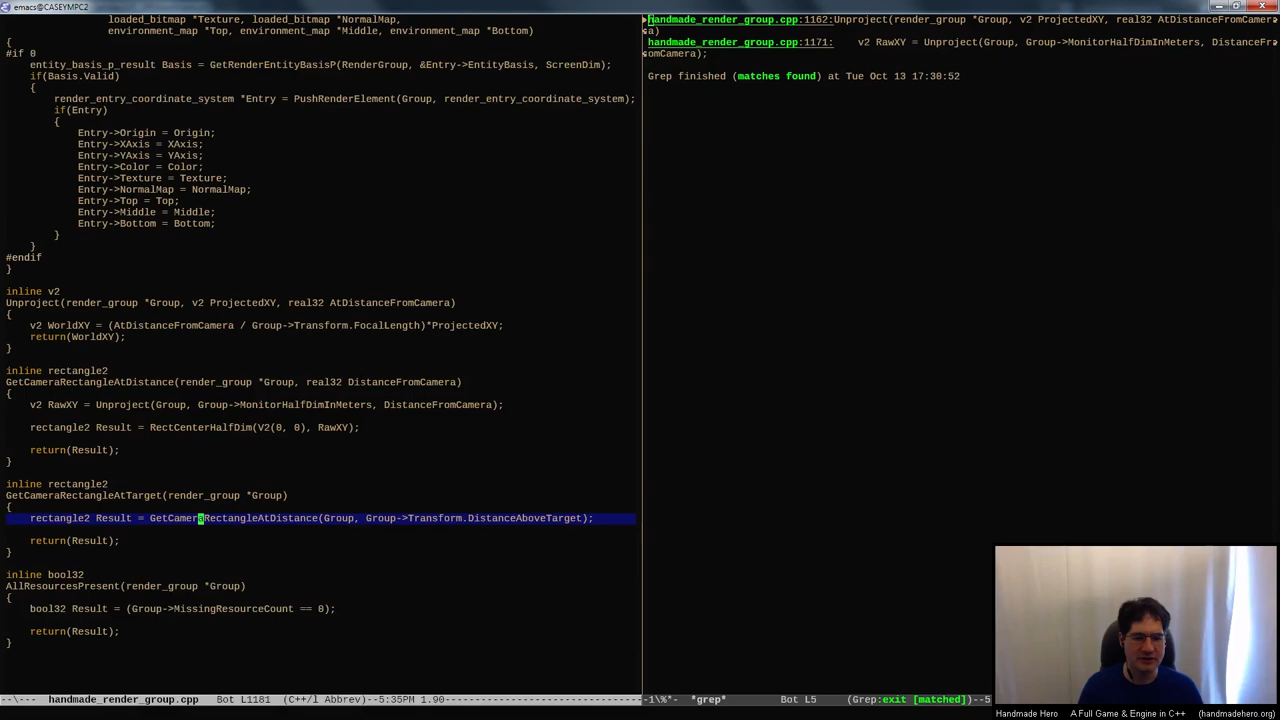 emacs@CASEYMPC2
loaded_bitmap *Texture, loaded_bitmap *NormalMap,
environment_map *Top, environment_map *Middle, environment_map *Bottom)
{
#if 0
entity_basis_p_result Basis = GetRenderEntityBasisP(RenderGroup, &Entry->EntityBasis, ScreenDim);
if(Basis.Valid)
{
render_entry_coordinate_system *Entry = PushRenderElement(Group, render_entry_coordinate_system);
if(Entry)
{
Entry->Origin = Origin;
Entry->XAxis = XAxis;
Entry->YAxis = YAxis;
Entry->Color = Color;
Entry->Texture = Texture;
Entry->NormalMap = NormalMap;
Entry->Top = Top;
Entry->Middle = Middle;
Entry->Bottom = Bottom;
}
}
#endif
}
inline v2
Unproject(render_group *Group, v2 ProjectedXY, real32 AtDistanceFromCamera)
{
v2 WorldXY = (AtDistanceFromCamera / Group->Transform.FocalLength)*ProjectedXY;
return(WorldXY);
}
inline rectangle2
GetCameraRectangleAtDistance(render_group *Group, real32 DistanceFromCamera)
{
v2 RawXY = Unproject(Group, Group->MonitorHalfDimInMeters, DistanceFromCamera);
rectangle2 Result = RectCenterHalfDim(V2(0, 0), RawXY);
return(Result);
}
inline rectangle2
GetCameraRectangleAtTarget(render_group *Group)
{
rectangle2 Result = GetCameraRectangleAtDistance(Group, Group->Transform.DistanceAboveTarget);
return(Result);
}
inline bool32
AllResourcesPresent(render_group *Group)
{
bool32 Result = (Group->MissingResourceCount == 0);
return(Result);
}
--\--- handmade_render_group.cpp Bot L1181 (C++/l Abbrev)--5:35PM 1.90
handmade_render_group.cpp:1162:Unproject(render_group *Group, v2 ProjectedXY, real32 AtDistanceFromCamer
a)
handmade_render_group.cpp:1171: v2 RawXY = Unproject(Group, Group->MonitorHalfDimInMeters, DistanceFr
omCamera);
Grep finished (matches found) at Tue Oct 13 17:30:52
-1\%*- *grep* Bot L5 (Grep:exit [matched])--5
Handmade Hero A Full Game & Engine in C++ (handmadehero.org)